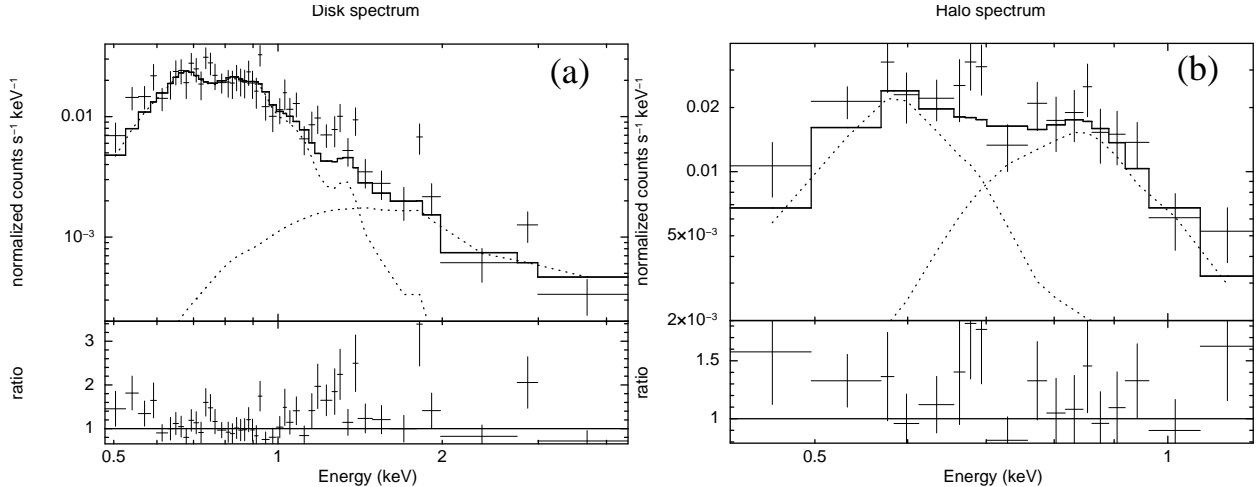 Disk spectrum
(a)
normalized counts s⁻¹ keV⁻¹
0.01
10⁻³
ratio
3
2
1
0.5
1
2
Energy (keV)
Halo spectrum
(b)
normalized counts s⁻¹ keV⁻¹
0.02
0.01
5×10⁻³
2×10⁻³
ratio
1.5
1
0.5
1
Energy (keV)